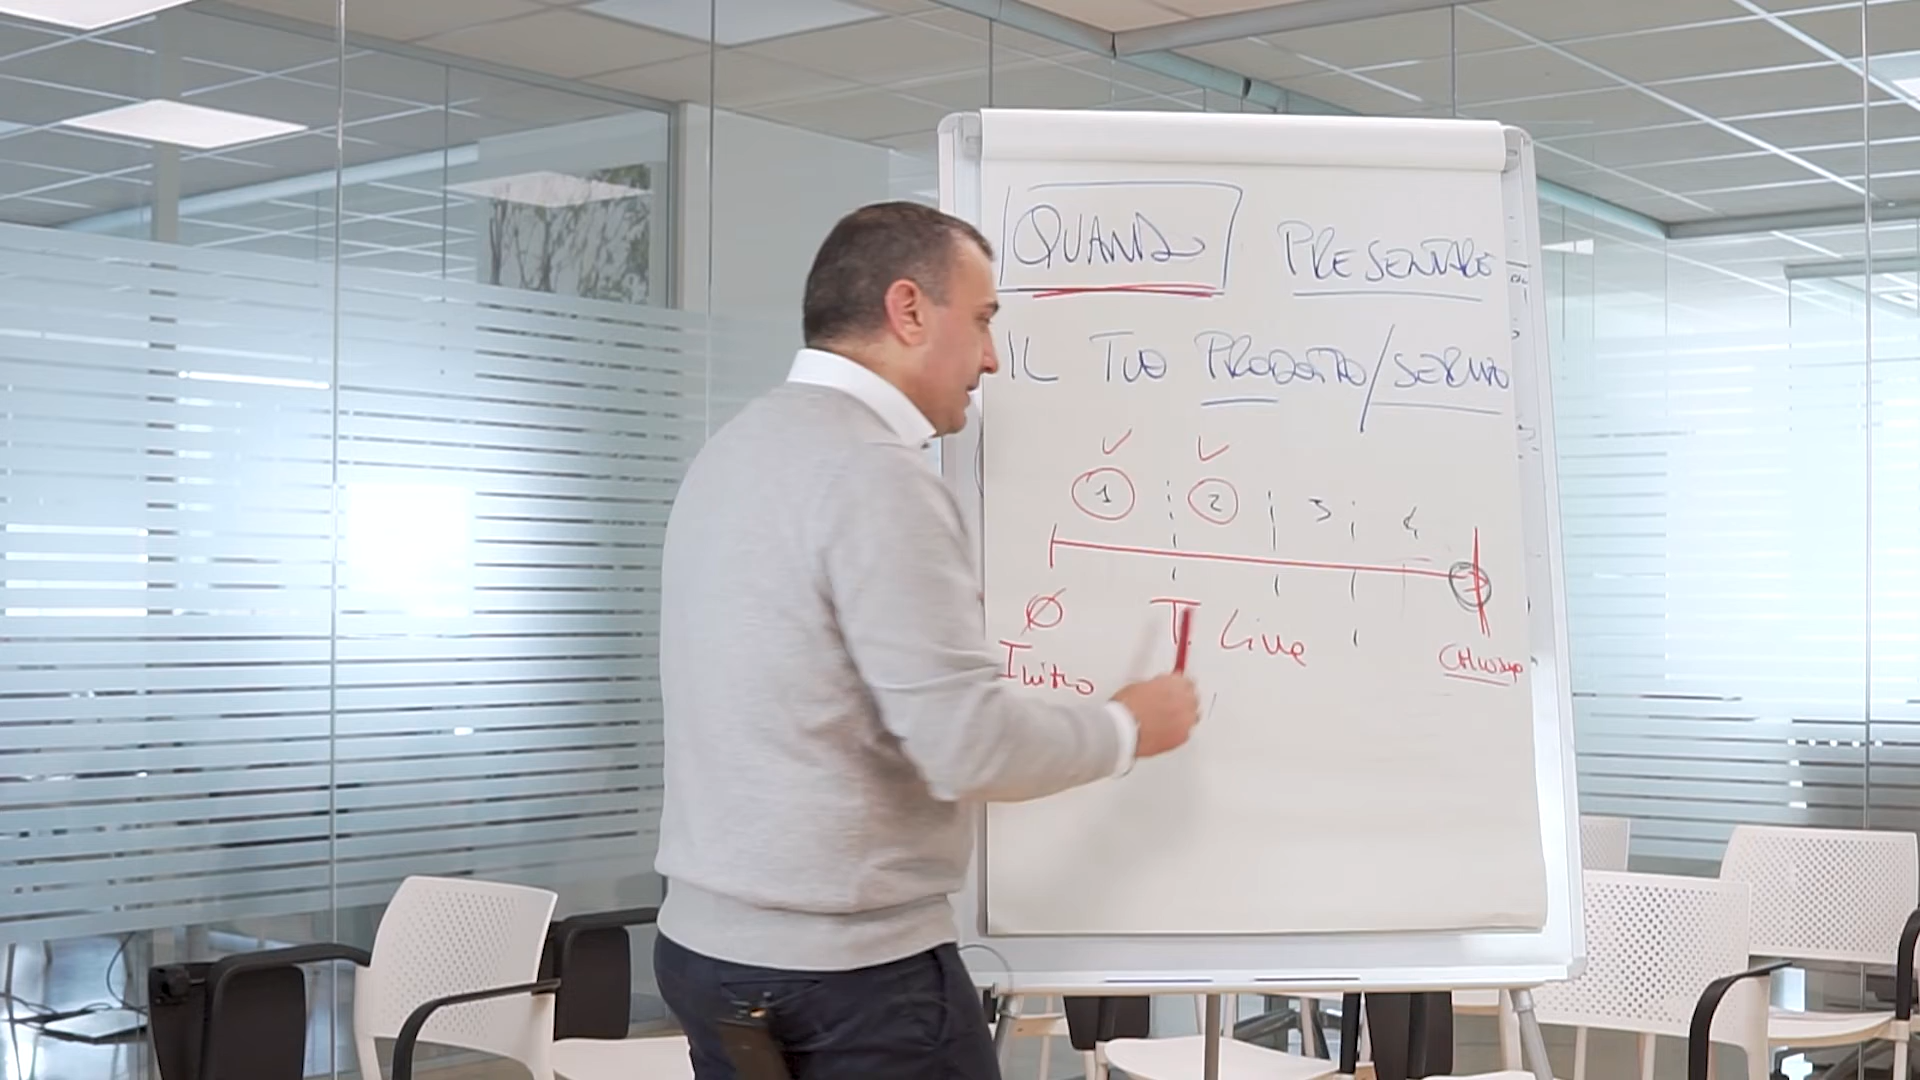 QUANDO PRESENTARE
IL TUO PRODOTTO/SERVIZIO
1 2 3 4
Ø T. Live
Inizio CHIUSURA